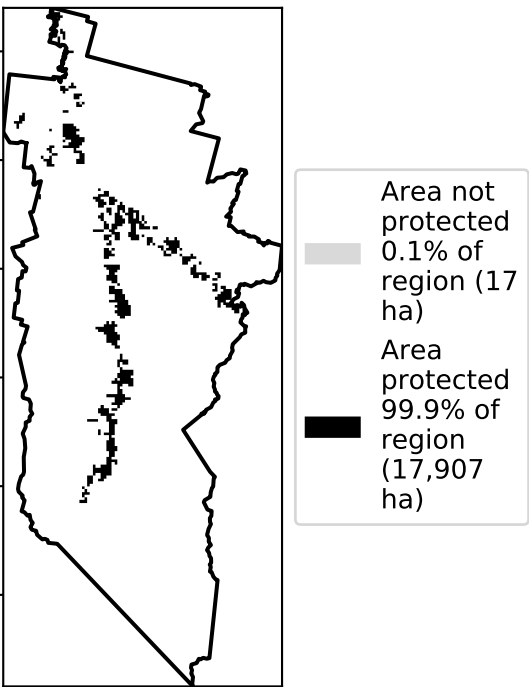 Area not
protected
0.1% of
region (17
ha)
Area
protected
99.9% of
region
(17,907
ha)